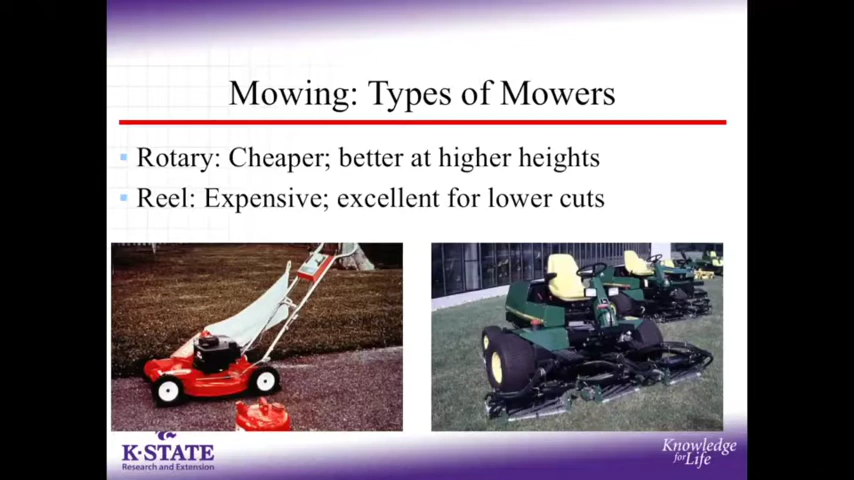 Mowing: Types of Mowers
Rotary: Cheaper; better at higher heights
Reel: Expensive; excellent for lower cuts
K-STATE
Research and Extension
Knowledge
for Life